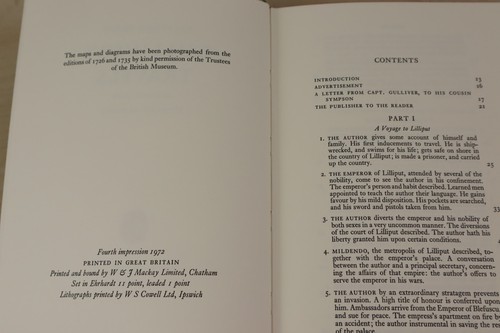 The maps and diagrams have been photographed from the
editions of 1726 and 1735 by kind permission of the Trustees
of the British Museum.
Fourth impression 1972
PRINTED IN GREAT BRITAIN
Printed and bound by W & J Mackay Limited, Chatham
Set in Ehrhardt 11 point, leaded 1 point
Lithographs printed by W S Cowell Ltd, Ipswich
CONTENTS
INTRODUCTION 13
ADVERTISEMENT 16
A LETTER FROM CAPT. GULLIVER, TO HIS COUSIN
SYMPSON 17
THE PUBLISHER TO THE READER 21
PART I
A Voyage to Lilliput
1. THE AUTHOR gives some account of himself and
family. His first inducements to travel. He is ship-
wrecked, and swims for his life; gets safe on shore in
the country of Lilliput; is made a prisoner, and carried
up the country. 25
2. THE EMPEROR of Lilliput, attended by several of the
nobility, come to see the author in his confinement.
The emperor's person and habit described. Learned men
appointed to teach the author their language. He gains
favour by his mild disposition. His pockets are searched,
and his sword and pistols taken from him. 33
3. THE AUTHOR diverts the emperor and his nobility of
both sexes in a very uncommon manner. The diversions
of the court of Lilliput described. The author hath his
liberty granted him upon certain conditions.
4. MILDENDO, the metropolis of Lilliput described, to-
gether with the emperor's palace. A conversation
between the author and a principal secretary, concern-
ing the affairs of that empire: the author's offers to
serve the emperor in his wars.
5. THE AUTHOR by an extraordinary stratagem prevents
an invasion. A high title of honour is conferred upon
him. Ambassadors arrive from the Emperor of Blefuscu
and sue for peace. The empress's apartment on fire by
an accident; the author instrumental in saving the
of the palace.